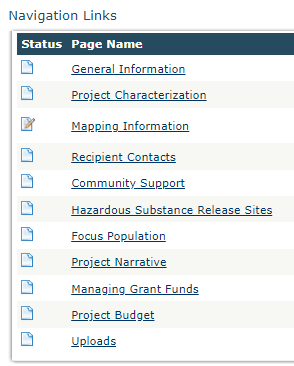 Navigation Links
Status Page Name
General Information
Project Characterization
Mapping Information
Recipient Contacts
Community Support
Hazardous Substance Release Sites
Focus Population
Project Narrative
Managing Grant Funds
Project Budget
Uploads